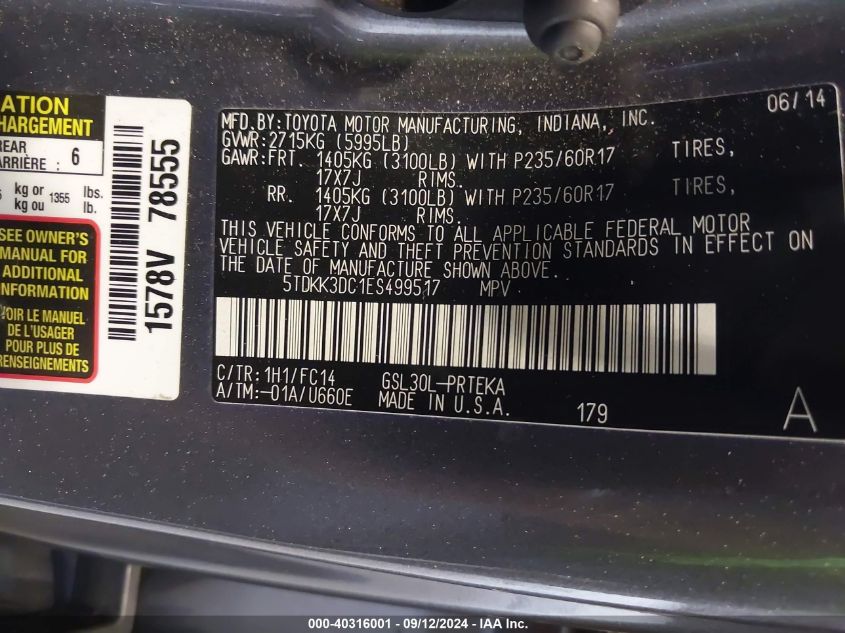 ATION
HARGEMENT
REAR
ARRIÈRE : 6
kg or 1355 lbs.
kg ou lb.
SEE OWNER'S
MANUAL FOR
ADDITIONAL
INFORMATION
VOIR LE MANUEL
DE L'USAGER
POUR PLUS DE
RENSEIGNEMENTS
1578V 78555
06/14
MFD.BY:TOYOTA MOTOR MANUFACTURING, INDIANA, INC.
GVWR:2715KG (5995LB)
GAWR:FRT. 1405KG (3100LB) WITH P235/60R17 TIRES,
17X7J RIMS.
RR. 1405KG (3100LB) WITH P235/60R17 TIRES,
17X7J RIMS.
THIS VEHICLE CONFORMS TO ALL APPLICABLE FEDERAL MOTOR
VEHICLE SAFETY AND THEFT PREVENTION STANDARDS IN EFFECT ON
THE DATE OF MANUFACTURE SHOWN ABOVE.
5TDKK3DC1ES499517 MPV
C/TR:1H1/FC14 GSL30L-PRTEKA
A/TM:-01A/U660E MADE IN U.S.A. 179
A
000-40316001 - 09/12/2024 - IAA Inc.